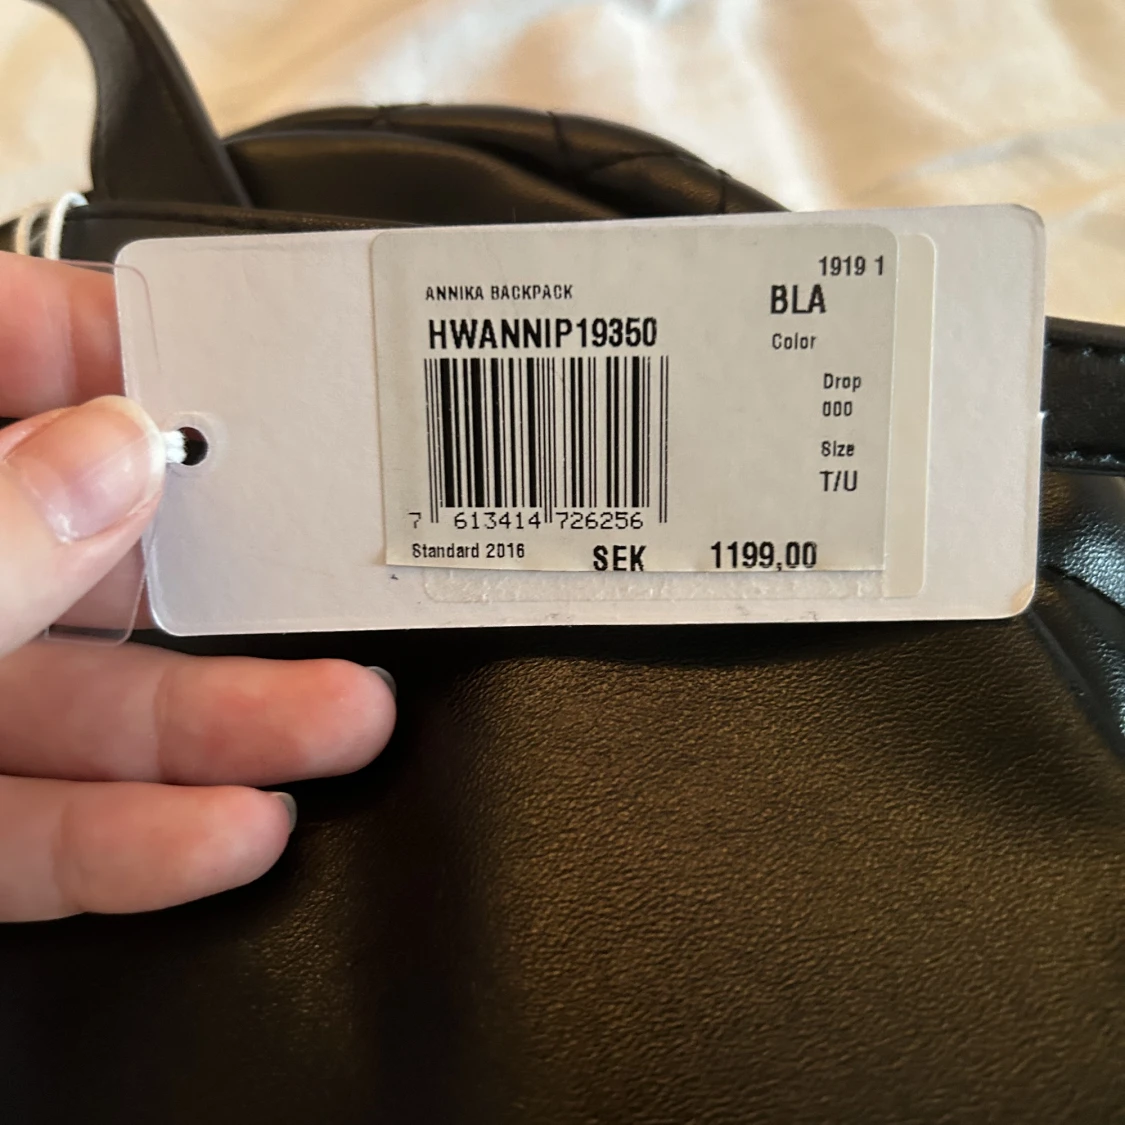 1919 1
ANNIKA BACKPACK
BLA
HWANNIP19350
Color
Drop
000
Size
T/U
7 613414 726256
Standard 2016
SEK 1199,00